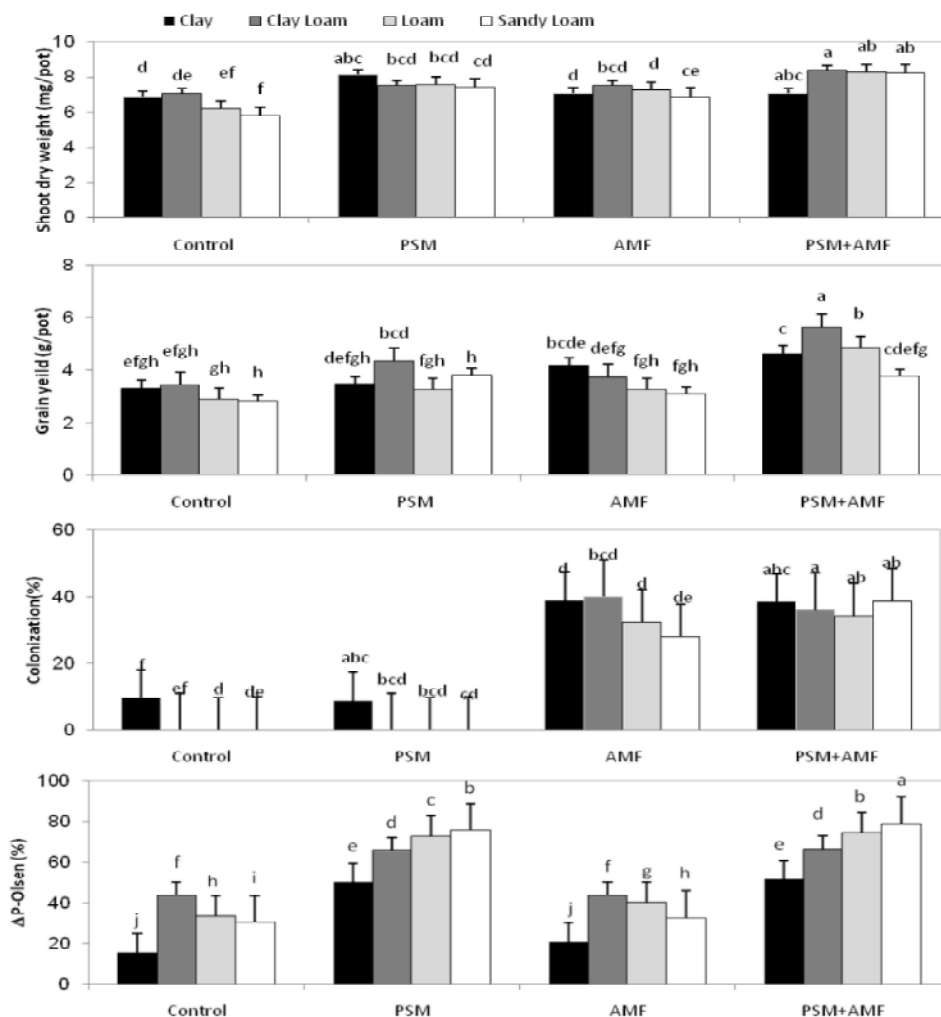 Clay Clay Loam Loam Sandy Loam
Shoot dry weight (mg/pot)
10
8
6
4
2
0
d de ef f abc bcd bcd cd d bcd d ce abc a ab ab
Control PSM AMF PSM+AMF
Grain yeild (g/pot)
8
6
4
2
0
efgh efgh gh h defgh bcd fgh h bcde defg fgh fgh c a b cdefg
Control PSM AMF PSM+AMF
Colonization(%)
60
40
20
0
f ef d de abc bcd bcd cd d bcd d de abc a ab ab
Control PSM AMF PSM+AMF
ΔP-Olsen (%)
100
80
60
40
20
0
j f h i e d c b j f g h e d b a
Control PSM AMF PSM+AMF